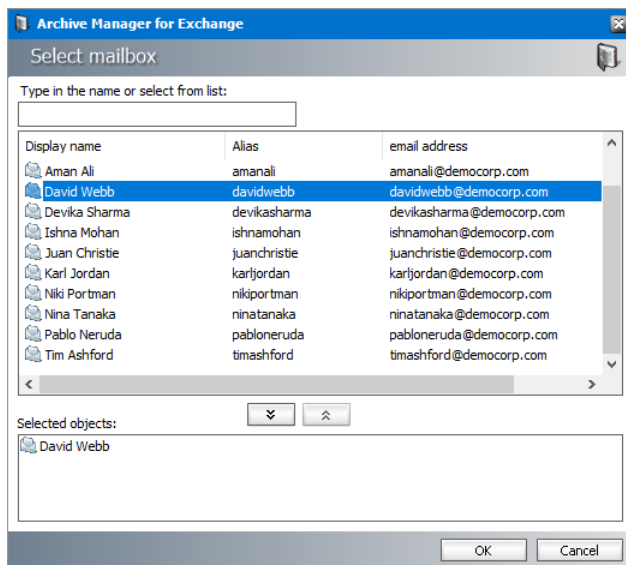 Archive Manager for Exchange
Select mailbox
Type in the name or select from list:
Display name Alias email address
Aman Ali amanali amanali@democorp.com
David Webb davidwebb davidwebb@democorp.com
Devika Sharma devikasharma devikasharma@democorp.com
Ishna Mohan ishnamohan ishnamohan@democorp.com
Juan Christie juanchristie juanchristie@democorp.com
Karl Jordan karljordan karljordan@democorp.com
Niki Portman nikiportman nikiportman@democorp.com
Nina Tanaka ninatanaka ninatanaka@democorp.com
Pablo Neruda pabloneruda pabloneruda@democorp.com
Tim Ashford timashford timashford@democorp.com
Selected objects:
David Webb
OK Cancel